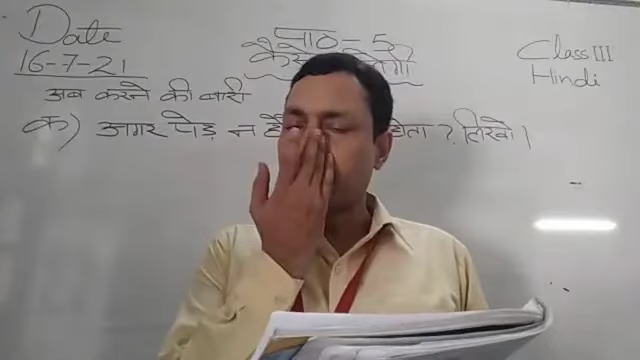 Date
16-7-21
पाठ - 5
Class III
Hindi
अब करने की बारी
क) अगर पेड़ न होता ? लिखो।